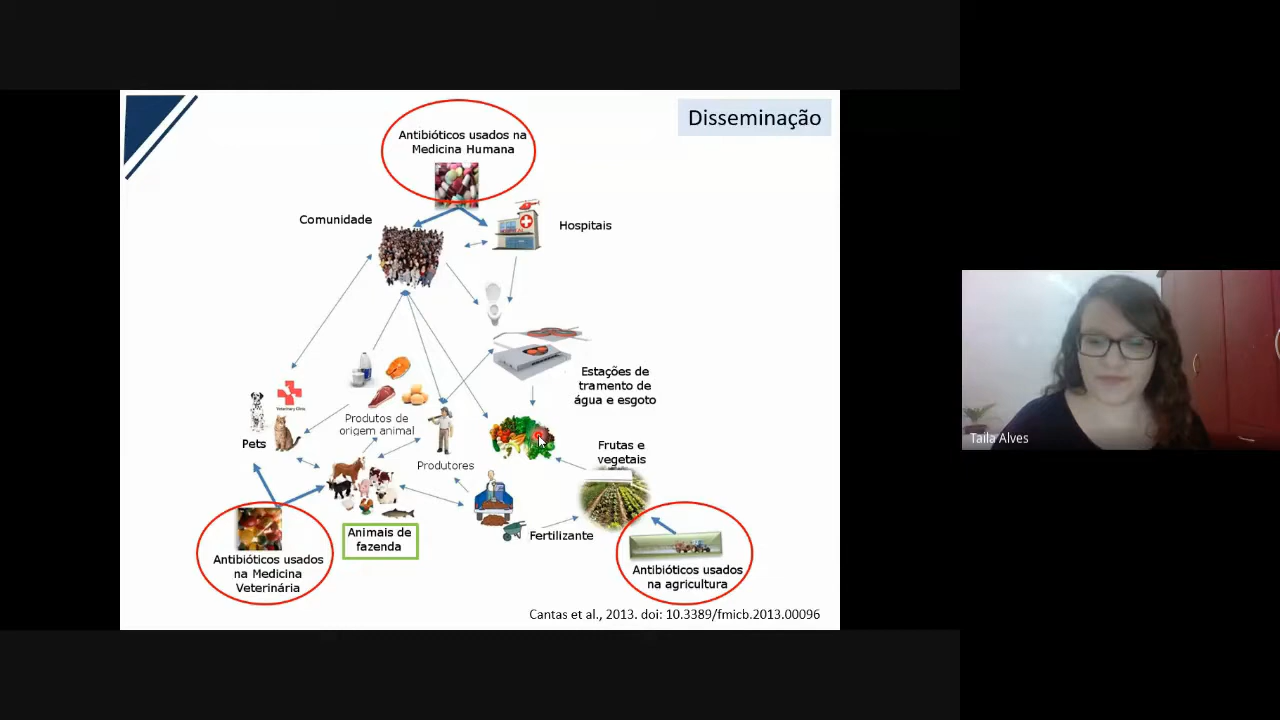 Disseminação
Antibióticos usados na
Medicina Humana
Comunidade
Hospitais
Estações de
tramento de
água e esgoto
Produtos de
origem animal
Veterinary Clinic
Pets
Produtores
Frutas e
vegetais
Animais de
fazenda
Fertilizante
Antibióticos usados
na Medicina
Veterinária
Antibióticos usados
na agricultura
Cantas et al., 2013. doi: 10.3389/fmicb.2013.00096
Taila Alves